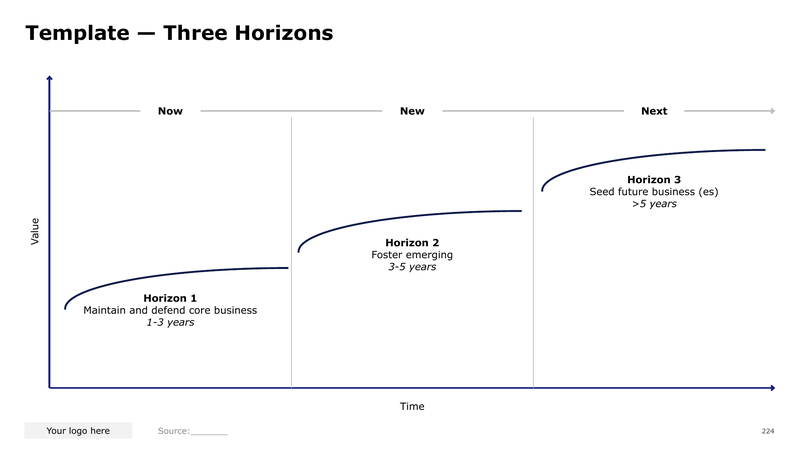 Template — Three Horizons
Now
New
Next
Horizon 3
Seed future business (es)
>5 years
Value
Horizon 2
Foster emerging
3-5 years
Horizon 1
Maintain and defend core business
1-3 years
Time
Your logo here
Source:_______
224